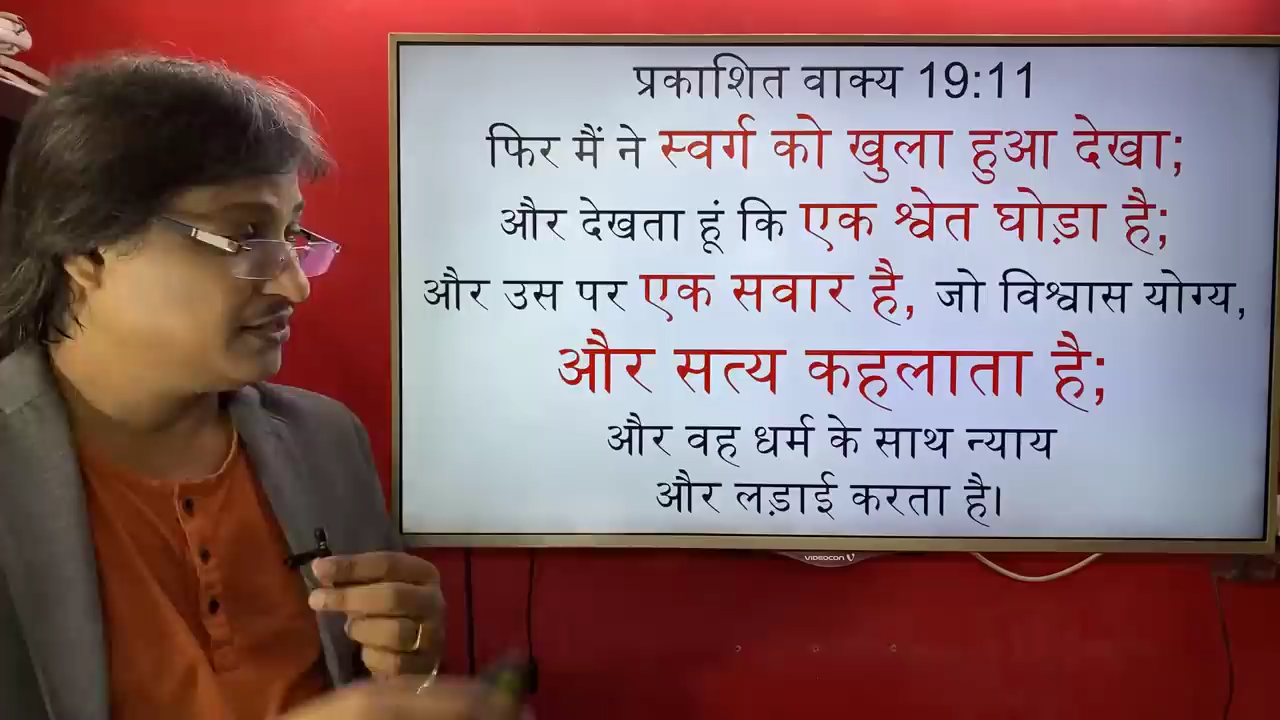 प्रकाशित वाक्य 19:11
फिर मैं ने स्वर्ग को खुला हुआ देखा;
और देखता हूं कि एक श्वेत घोड़ा है;
और उस पर एक सवार है, जो विश्वास योग्य,
और सत्य कहलाता है;
और वह धर्म के साथ न्याय
और लड़ाई करता है।
VIDEOCON